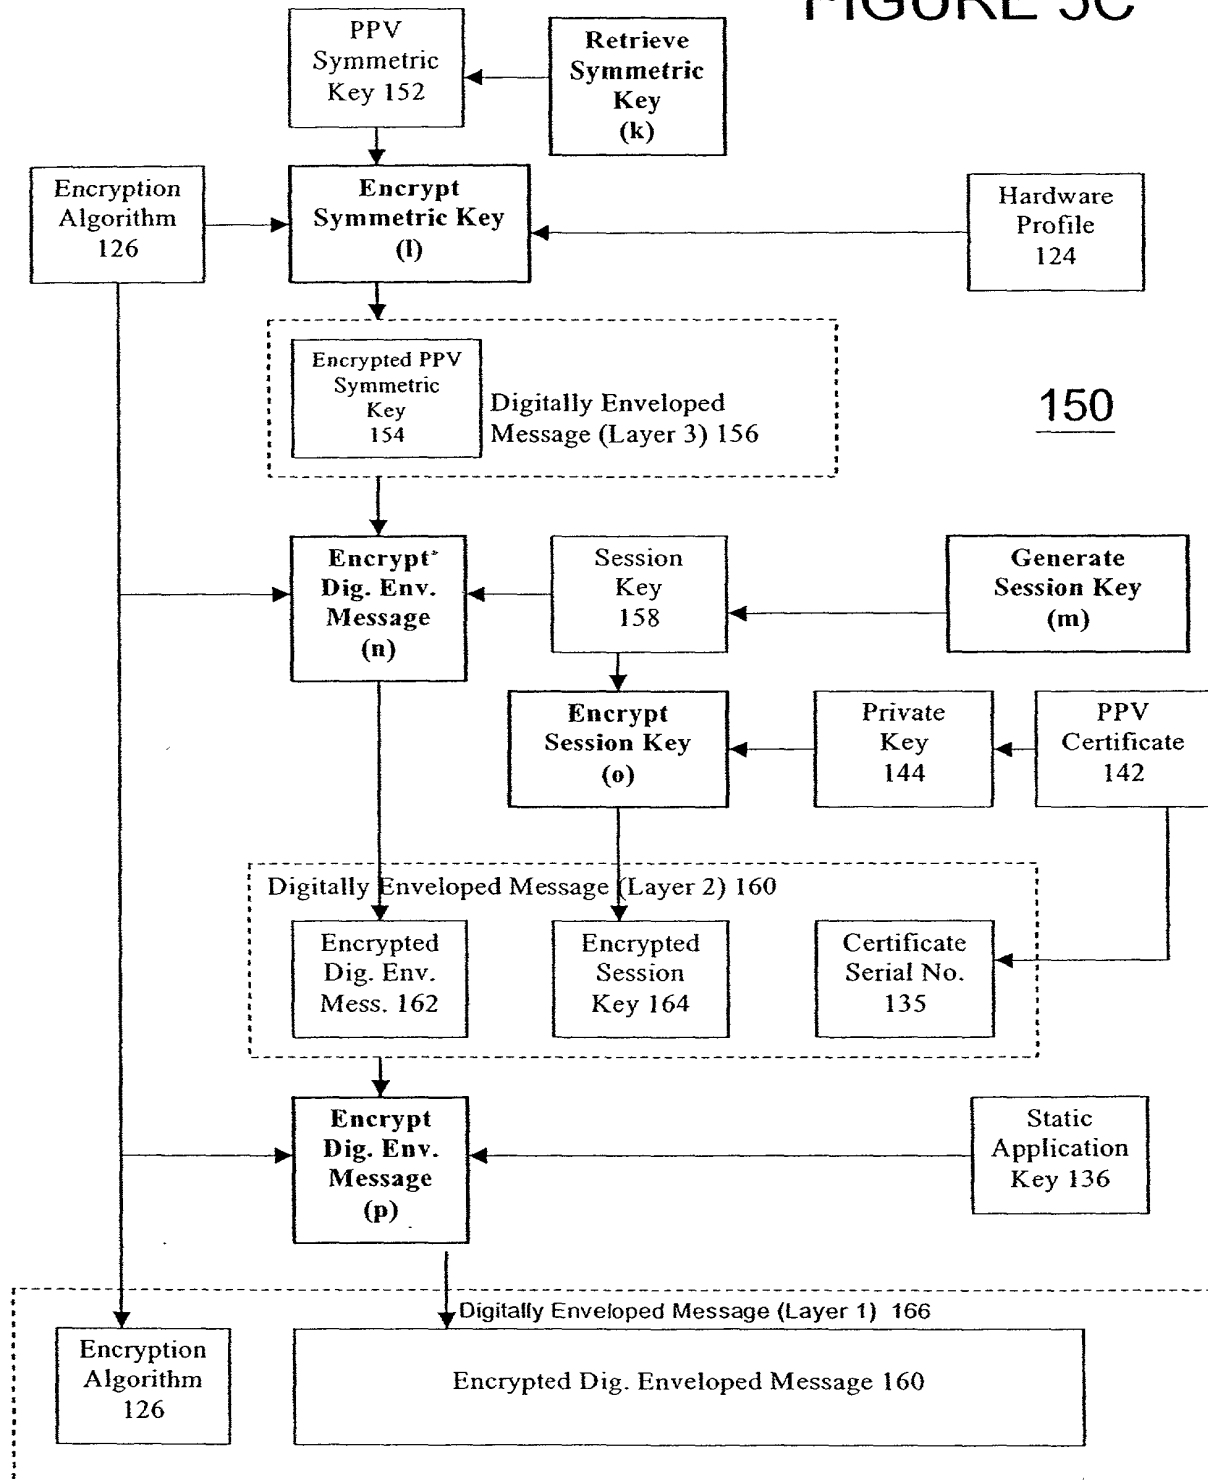 FIGURE 5C
PPV
Symmetric
Key 152
Retrieve
Symmetric
Key
(k)
Encryption
Algorithm
126
Encrypt
Symmetric Key
(l)
Hardware
Profile
124
Encrypted PPV
Symmetric
Key
154
Digitally Enveloped
Message (Layer 3) 156
150
Encrypt
Dig. Env.
Message
(n)
Session
Key
158
Generate
Session Key
(m)
Encrypt
Session Key
(o)
Private
Key
144
PPV
Certificate
142
Digitally Enveloped Message (Layer 2) 160
Encrypted
Dig. Env.
Mess. 162
Encrypted
Session
Key 164
Certificate
Serial No.
135
Encrypt
Dig. Env.
Message
(p)
Static
Application
Key 136
Digitally Enveloped Message (Layer 1) 166
Encryption
Algorithm
126
Encrypted Dig. Enveloped Message 160